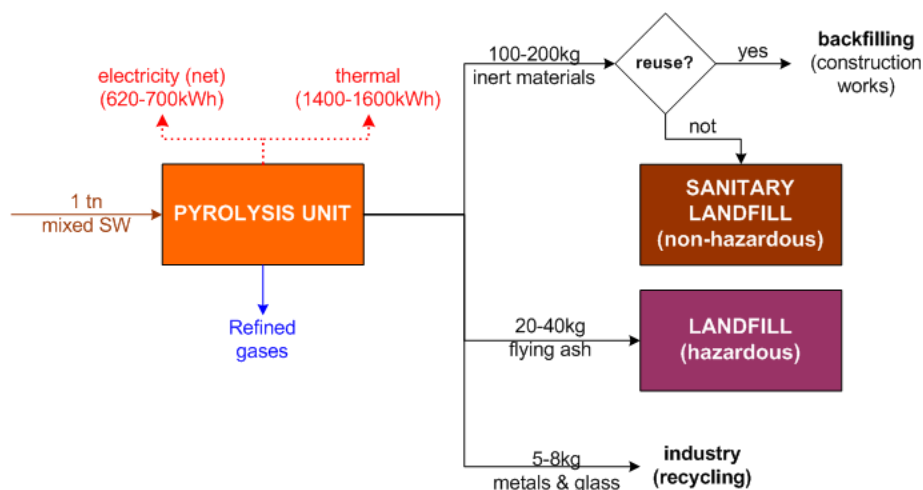 electricity (net)
(620-700kWh)
thermal
(1400-1600kWh)
1 tn
mixed SW
PYROLYSIS UNIT
Refined
gases
100-200kg
inert materials
reuse?
yes
backfilling
(construction
works)
not
SANITARY
LANDFILL
(non-hazardous)
20-40kg
flying ash
LANDFILL
(hazardous)
5-8kg
metals & glass
industry
(recycling)